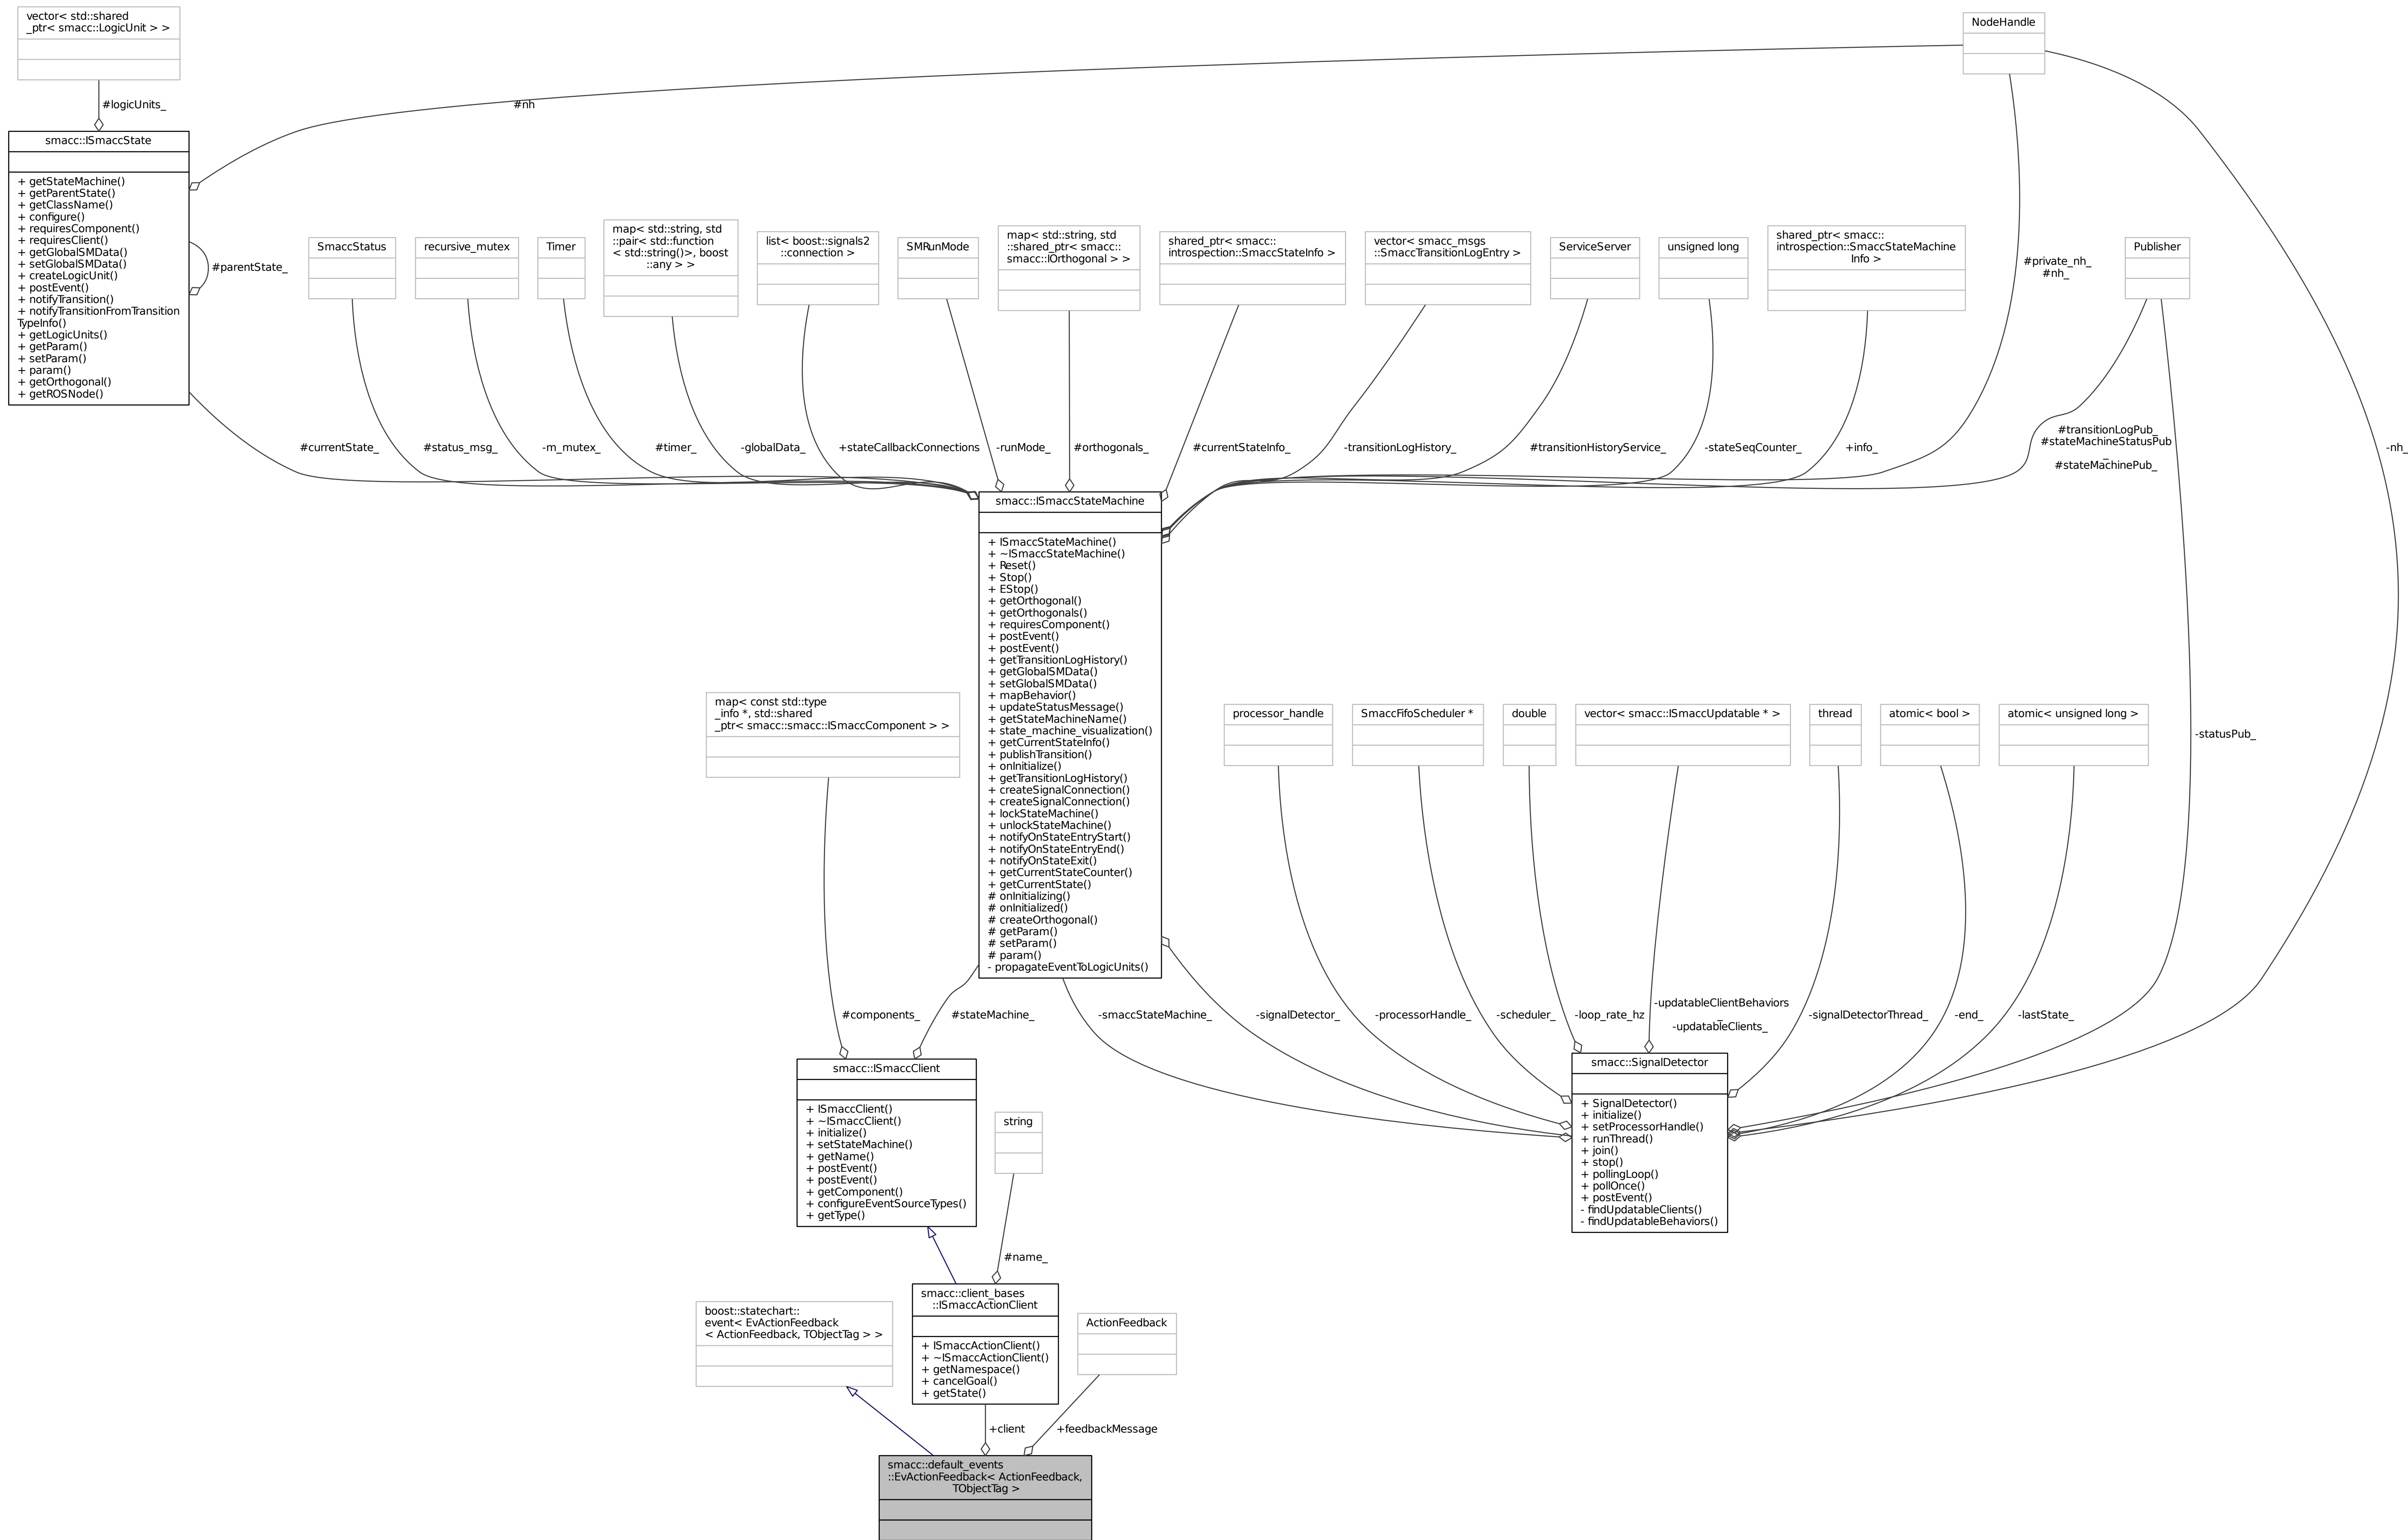 vector< std::shared
_ptr< smacc::LogicUnit > >
NodeHandle
#logicUnits_
#nh
smacc::ISmaccState
+ getStateMachine()
+ getParentState()
+ getClassName()
+ configure()
+ requiresComponent()
+ requiresClient()
+ getGlobalSMData()
+ setGlobalSMData()
+ createLogicUnit()
+ postEvent()
+ notifyTransition()
+ notifyTransitionFromTransition
TypeInfo()
+ getLogicUnits()
+ getParam()
+ setParam()
+ param()
+ getOrthogonal()
+ getROSNode()
#parentState_
SmaccStatus
recursive_mutex
Timer
map< std::string, std
::pair< std::function
< std::string()>, boost
::any > >
list< boost::signals2
::connection >
SMRunMode
map< std::string, std
::shared_ptr< smacc::
smacc::IOrthogonal > >
shared_ptr< smacc::
introspection::SmaccStateInfo >
vector< smacc_msgs
::SmaccTransitionLogEntry >
ServiceServer
unsigned long
shared_ptr< smacc::
introspection::SmaccStateMachine
Info >
#private_nh_
#nh_
Publisher
#currentState_
#status_msg_
-m_mutex_
#timer_
-globalData_
+stateCallbackConnections
-runMode_
#orthogonals_
#currentStateInfo_
-transitionLogHistory_
#transitionHistoryService_
-stateSeqCounter_
+info_
#transitionLogPub_
#stateMachineStatusPub
_
#stateMachinePub_
-nh_
smacc::ISmaccStateMachine
+ ISmaccStateMachine()
+ ~ISmaccStateMachine()
+ Reset()
+ Stop()
+ EStop()
+ getOrthogonal()
+ getOrthogonals()
+ requiresComponent()
+ postEvent()
+ postEvent()
+ getTransitionLogHistory()
+ getGlobalSMData()
+ setGlobalSMData()
+ mapBehavior()
+ updateStatusMessage()
+ getStateMachineName()
+ state_machine_visualization()
+ getCurrentStateInfo()
+ publishTransition()
+ onInitialize()
+ getTransitionLogHistory()
+ createSignalConnection()
+ createSignalConnection()
+ lockStateMachine()
+ unlockStateMachine()
+ notifyOnStateEntryStart()
+ notifyOnStateEntryEnd()
+ notifyOnStateExit()
+ getCurrentStateCounter()
+ getCurrentState()
# onInitializing()
# onInitialized()
# createOrthogonal()
# getParam()
# setParam()
# param()
- propagateEventToLogicUnits()
map< const std::type
_info *, std::shared
_ptr< smacc::smacc::ISmaccComponent > >
processor_handle
SmaccFifoScheduler *
double
vector< smacc::ISmaccUpdatable * >
thread
atomic< bool >
atomic< unsigned long >
-statusPub_
#components_
#stateMachine_
-smaccStateMachine_
-signalDetector_
-processorHandle_
-scheduler_
-loop_rate_hz
-updatableClientBehaviors
_
-updatableClients_
-signalDetectorThread_
-end_
-lastState_
smacc::ISmaccClient
+ ISmaccClient()
+ ~ISmaccClient()
+ initialize()
+ setStateMachine()
+ getName()
+ postEvent()
+ postEvent()
+ getComponent()
+ configureEventSourceTypes()
+ getType()
smacc::SignalDetector
+ SignalDetector()
+ initialize()
+ setProcessorHandle()
+ runThread()
+ join()
+ stop()
+ pollingLoop()
+ pollOnce()
+ postEvent()
- findUpdatableClients()
- findUpdatableBehaviors()
string
#name_
smacc::client_bases
::ISmaccActionClient
+ ISmaccActionClient()
+ ~ISmaccActionClient()
+ getNamespace()
+ cancelGoal()
+ getState()
boost::statechart::
event< EvActionFeedback
< ActionFeedback, TObjectTag > >
ActionFeedback
+client
+feedbackMessage
smacc::default_events
::EvActionFeedback< ActionFeedback,
TObjectTag >